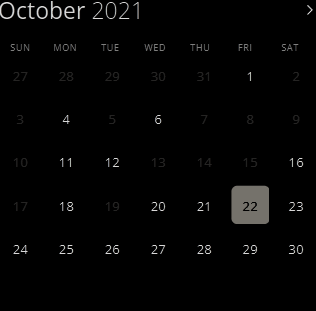 October 2021
SUN MON TUE WED THU FRI SAT
27 28 29 30 31 1 2
3 4 5 6 7 8 9
10 11 12 13 14 15 16
17 18 19 20 21 22 23
24 25 26 27 28 29 30